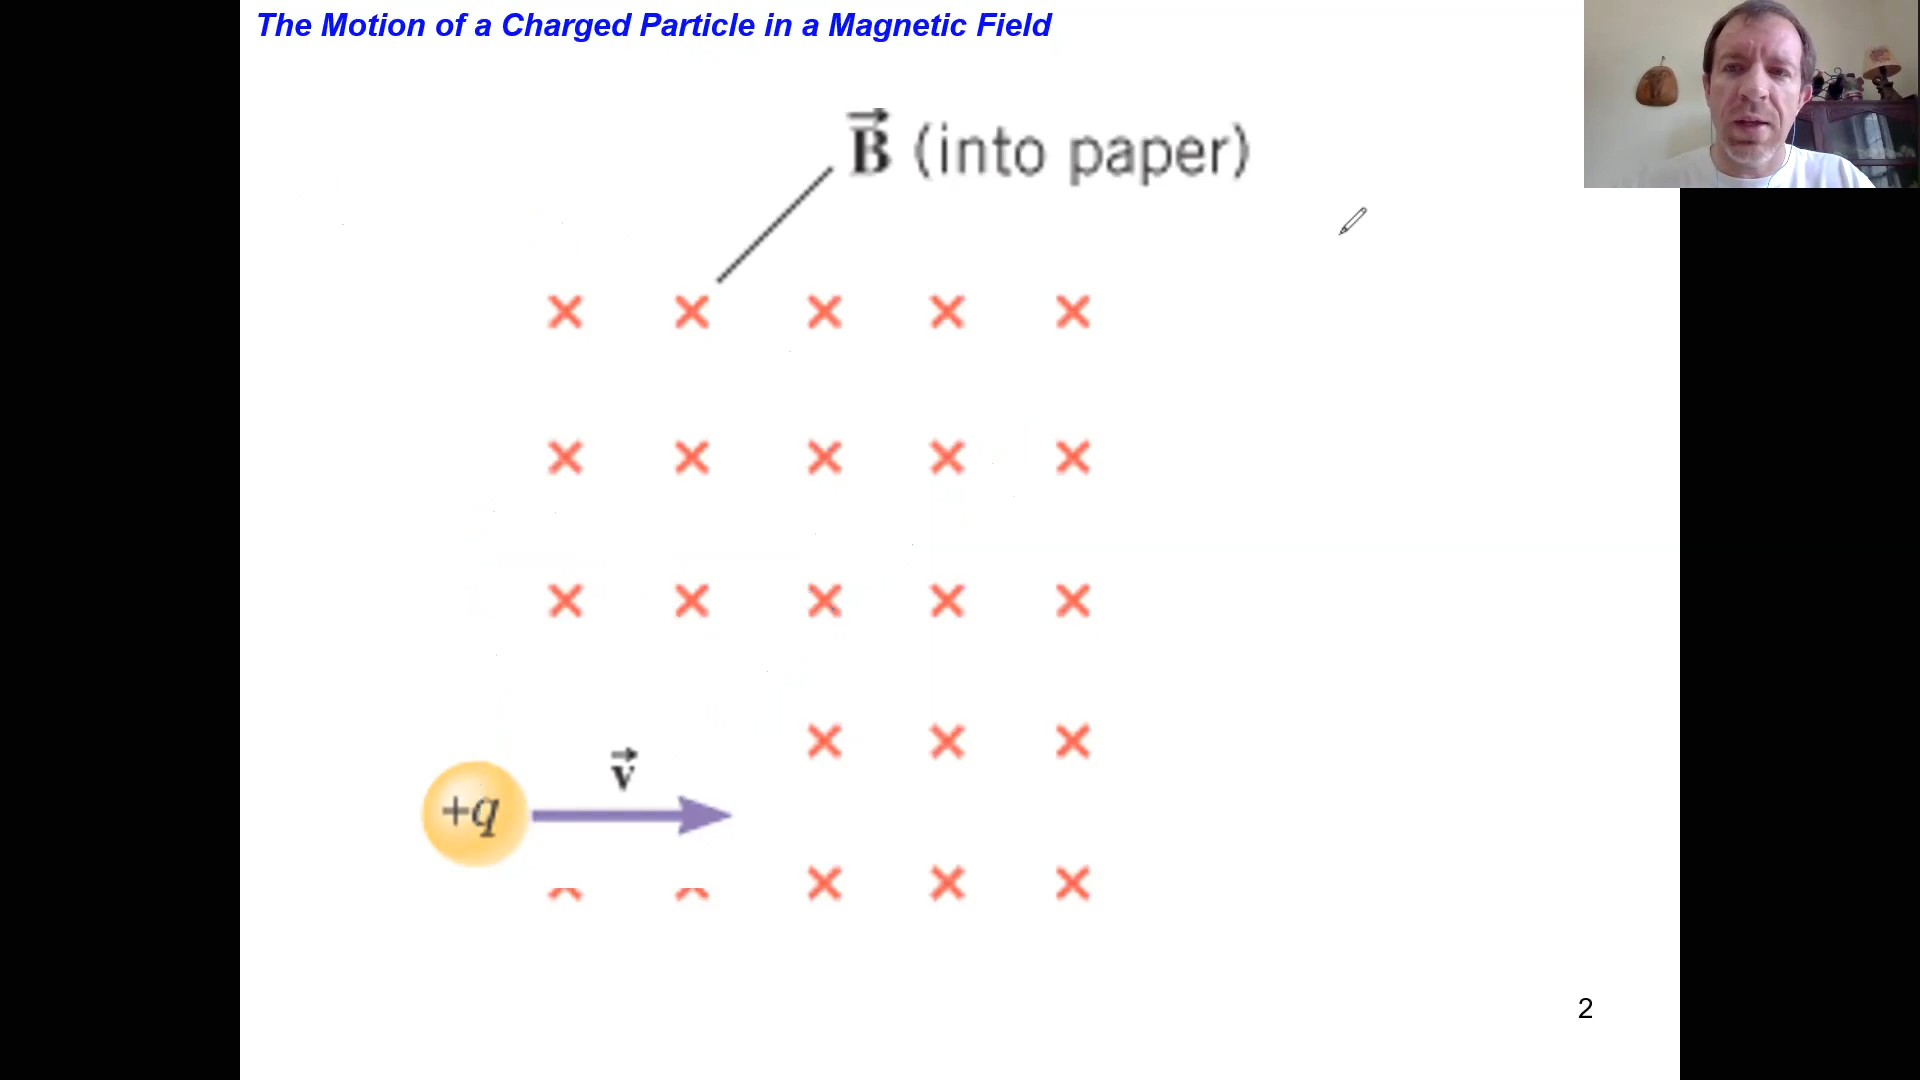 The Motion of a Charged Particle in a Magnetic Field
B⃗ (into paper)
v⃗
+q
2